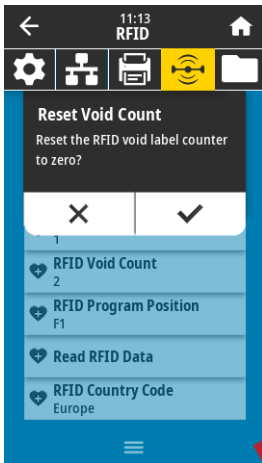 11:13
RFID
Reset Void Count
Reset the RFID void label counter
to zero?
1
RFID Void Count
2
RFID Program Position
F1
Read RFID Data
RFID Country Code
Europe